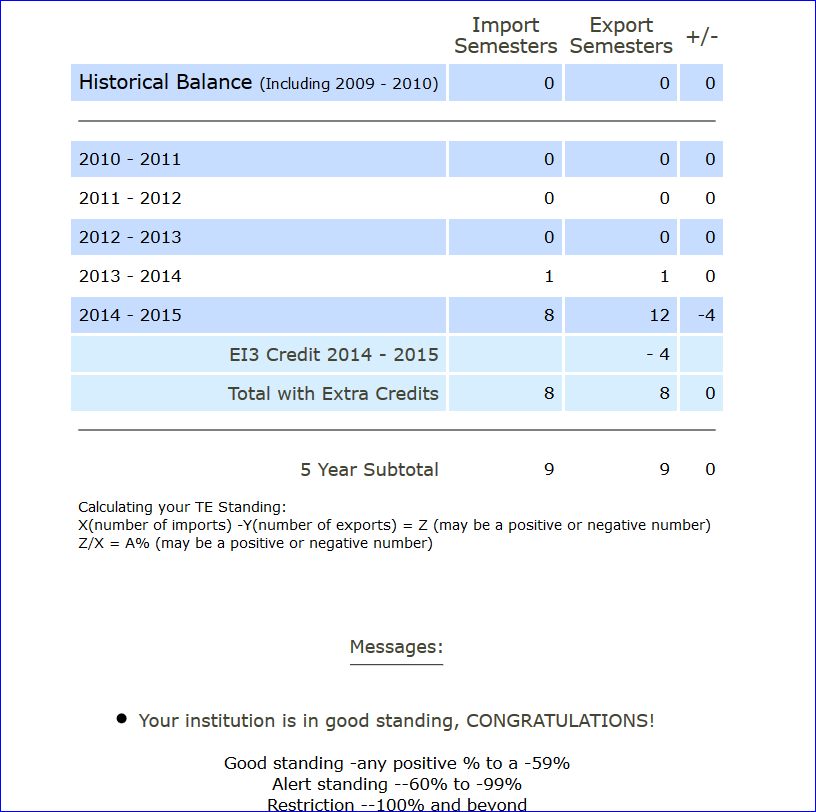 Import Semesters Export Semesters +/-
Historical Balance (Including 2009 - 2010) 0 0 0
2010 - 2011 0 0 0
2011 - 2012 0 0 0
2012 - 2013 0 0 0
2013 - 2014 1 1 0
2014 - 2015 8 12 -4
EI3 Credit 2014 - 2015 - 4
Total with Extra Credits 8 8 0
5 Year Subtotal 9 9 0
Calculating your TE Standing:
X(number of imports) -Y(number of exports) = Z (may be a positive or negative number)
Z/X = A% (may be a positive or negative number)
Messages:
• Your institution is in good standing, CONGRATULATIONS!
Good standing -any positive % to a -59%
Alert standing --60% to -99%
Restriction --100% and beyond